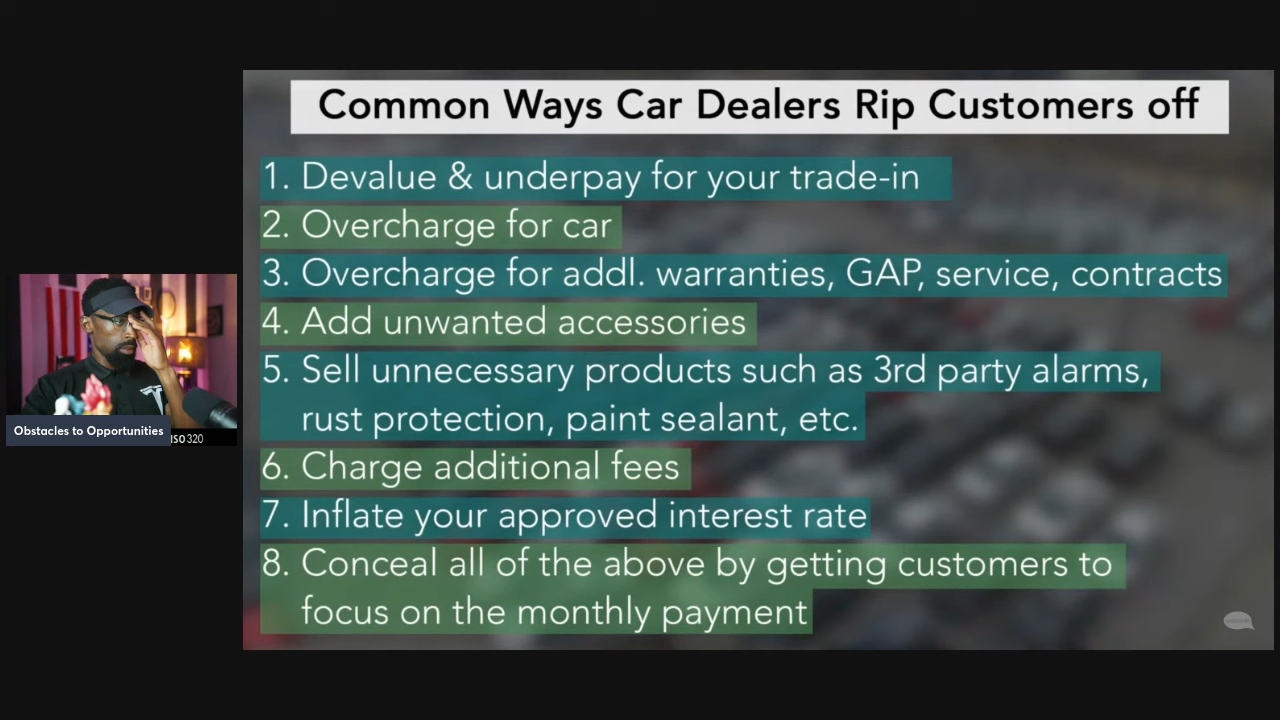 Common Ways Car Dealers Rip Customers off
1. Devalue & underpay for your trade-in
2. Overcharge for car
3. Overcharge for addl. warranties, GAP, service, contracts
4. Add unwanted accessories
5. Sell unnecessary products such as 3rd party alarms,
rust protection, paint sealant, etc.
6. Charge additional fees
7. Inflate your approved interest rate
8. Conceal all of the above by getting customers to
focus on the monthly payment
Obstacles to Opportunities
ISO 320